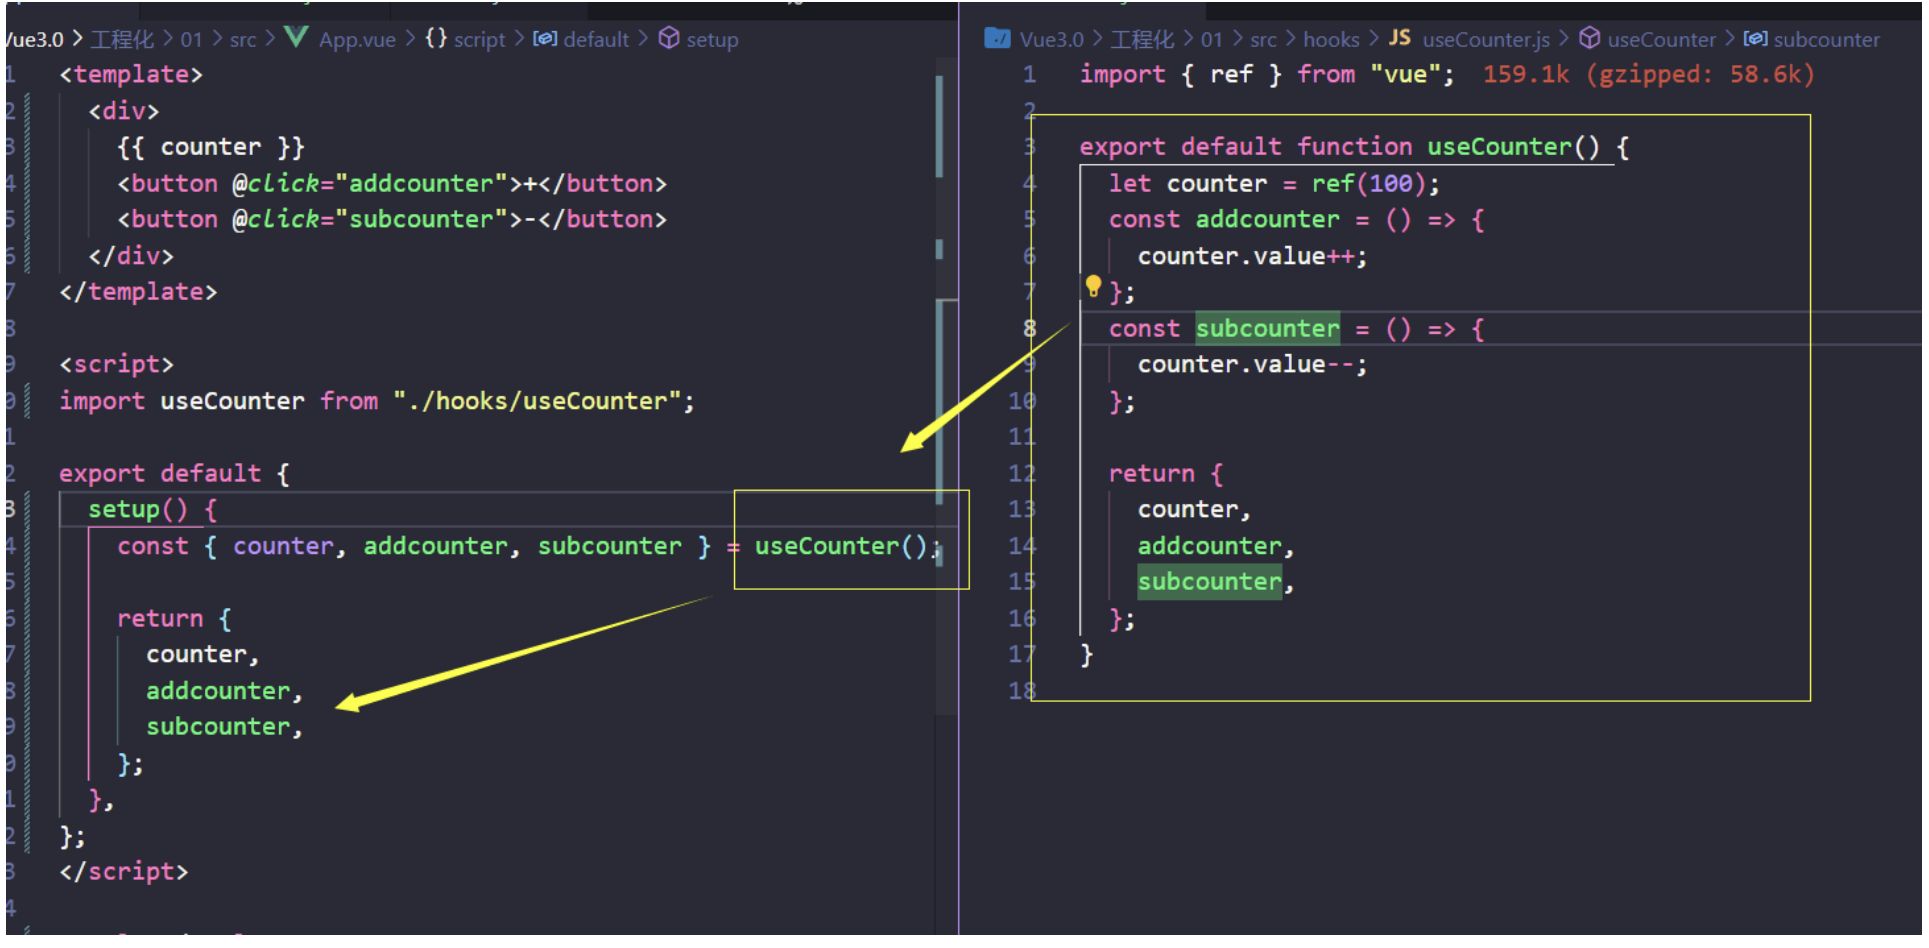 Vue3.0 > 工程化 > 01 > src > App.vue > {} script > default > setup
1 <template>
2 <div>
3 {{ counter }}
4 <button @click="addcounter">+</button>
5 <button @click="subcounter">-</button>
6 </div>
7 </template>
8
9 <script>
0 import useCounter from "./hooks/useCounter";
1
2 export default {
3 setup() {
4 const { counter, addcounter, subcounter } = useCounter();
5
6 return {
7 counter,
8 addcounter,
9 subcounter,
0 };
1 },
2 };
3 </script>
4
Vue3.0 > 工程化 > 01 > src > hooks > JS useCounter.js > useCounter > subcounter
1 import { ref } from "vue"; 159.1k (gzipped: 58.6k)
2
3 export default function useCounter() {
4 let counter = ref(100);
5 const addcounter = () => {
6 counter.value++;
7 };
8 const subcounter = () => {
9 counter.value--;
10 };
11
12 return {
13 counter,
14 addcounter,
15 subcounter,
16 };
17 }
18